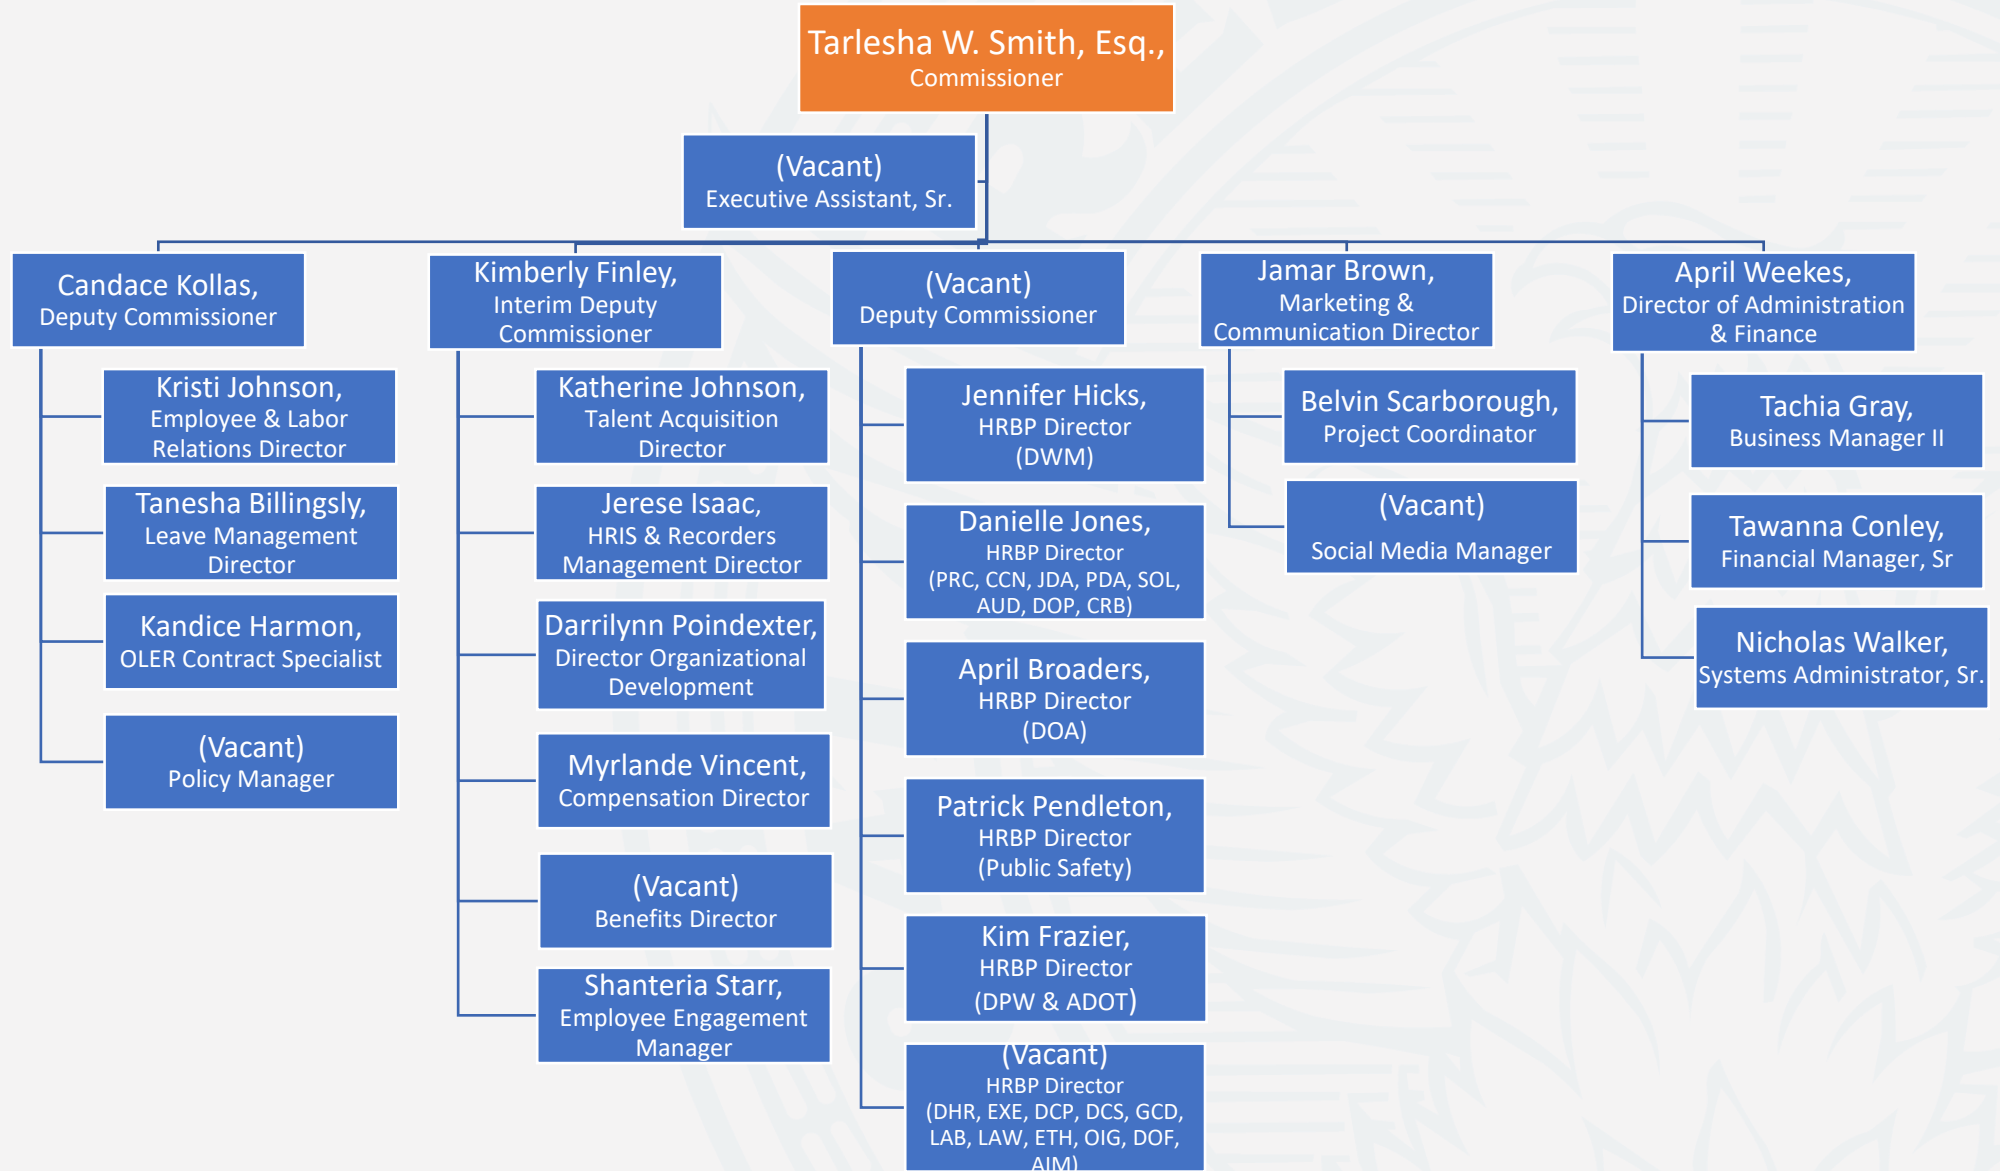 Tarlesha W. Smith, Esq.,
Commissioner
(Vacant)
Executive Assistant, Sr.
Candace Kollas,
Deputy Commissioner
Kristi Johnson,
Employee & Labor
Relations Director
Tanesha Billingsly,
Leave Management
Director
Kandice Harmon,
OLER Contract Specialist
(Vacant)
Policy Manager
Kimberly Finley,
Interim Deputy
Commissioner
Katherine Johnson,
Talent Acquisition
Director
Jerese Isaac,
HRIS & Recorders
Management Director
Darrilynn Poindexter,
Director Organizational
Development
Myrlande Vincent,
Compensation Director
(Vacant)
Benefits Director
Shanteria Starr,
Employee Engagement
Manager
(Vacant)
Deputy Commissioner
Jennifer Hicks,
HRBP Director
(DWM)
Danielle Jones,
HRBP Director
(PRC, CCN, JDA, PDA, SOL,
AUD, DOP, CRB)
April Broaders,
HRBP Director
(DOA)
Patrick Pendleton,
HRBP Director
(Public Safety)
Kim Frazier,
HRBP Director
(DPW & ADOT)
(Vacant)
HRBP Director
(DHR, EXE, DCP, DCS, GCD,
LAB, LAW, ETH, OIG, DOF,
AIM)
Jamar Brown,
Marketing &
Communication Director
Belvin Scarborough,
Project Coordinator
(Vacant)
Social Media Manager
April Weekes,
Director of Administration
& Finance
Tachia Gray,
Business Manager II
Tawanna Conley,
Financial Manager, Sr
Nicholas Walker,
Systems Administrator, Sr.